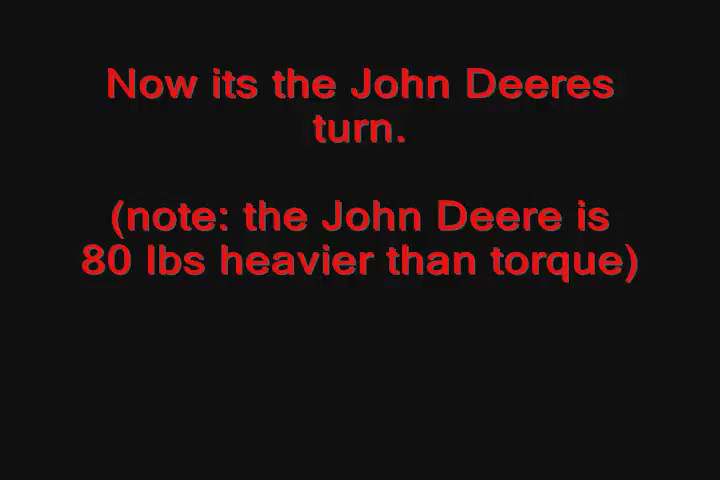 Now its the John Deeres
turn.
(note: the John Deere is
80 lbs heavier than torque)